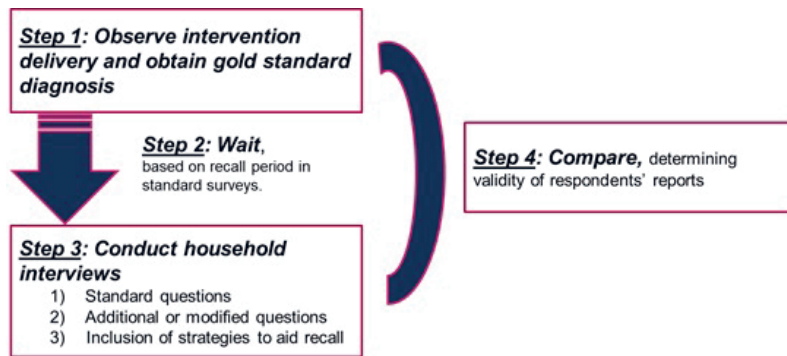 Step 1: Observe intervention
delivery and obtain gold standard
diagnosis
Step 2: Wait,
based on recall period in
standard surveys.
Step 3: Conduct household
interviews
1) Standard questions
2) Additional or modified questions
3) Inclusion of strategies to aid recall
Step 4: Compare, determining
validity of respondents' reports